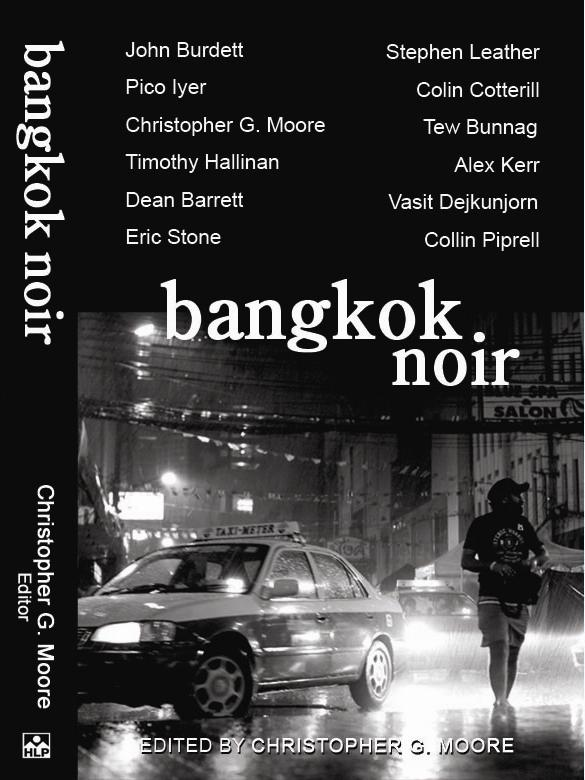 bangkok noir
Christopher G. Moore
Editor
HLP
John Burdett
Pico Iyer
Christopher G. Moore
Timothy Hallinan
Dean Barrett
Eric Stone
Stephen Leather
Colin Cotterill
Tew Bunnag
Alex Kerr
Vasit Dejkunjorn
Collin Piprell
bangkok
noir
SPA
&
SALON
TAXI-METER
EDITED BY CHRISTOPHER G. MOORE